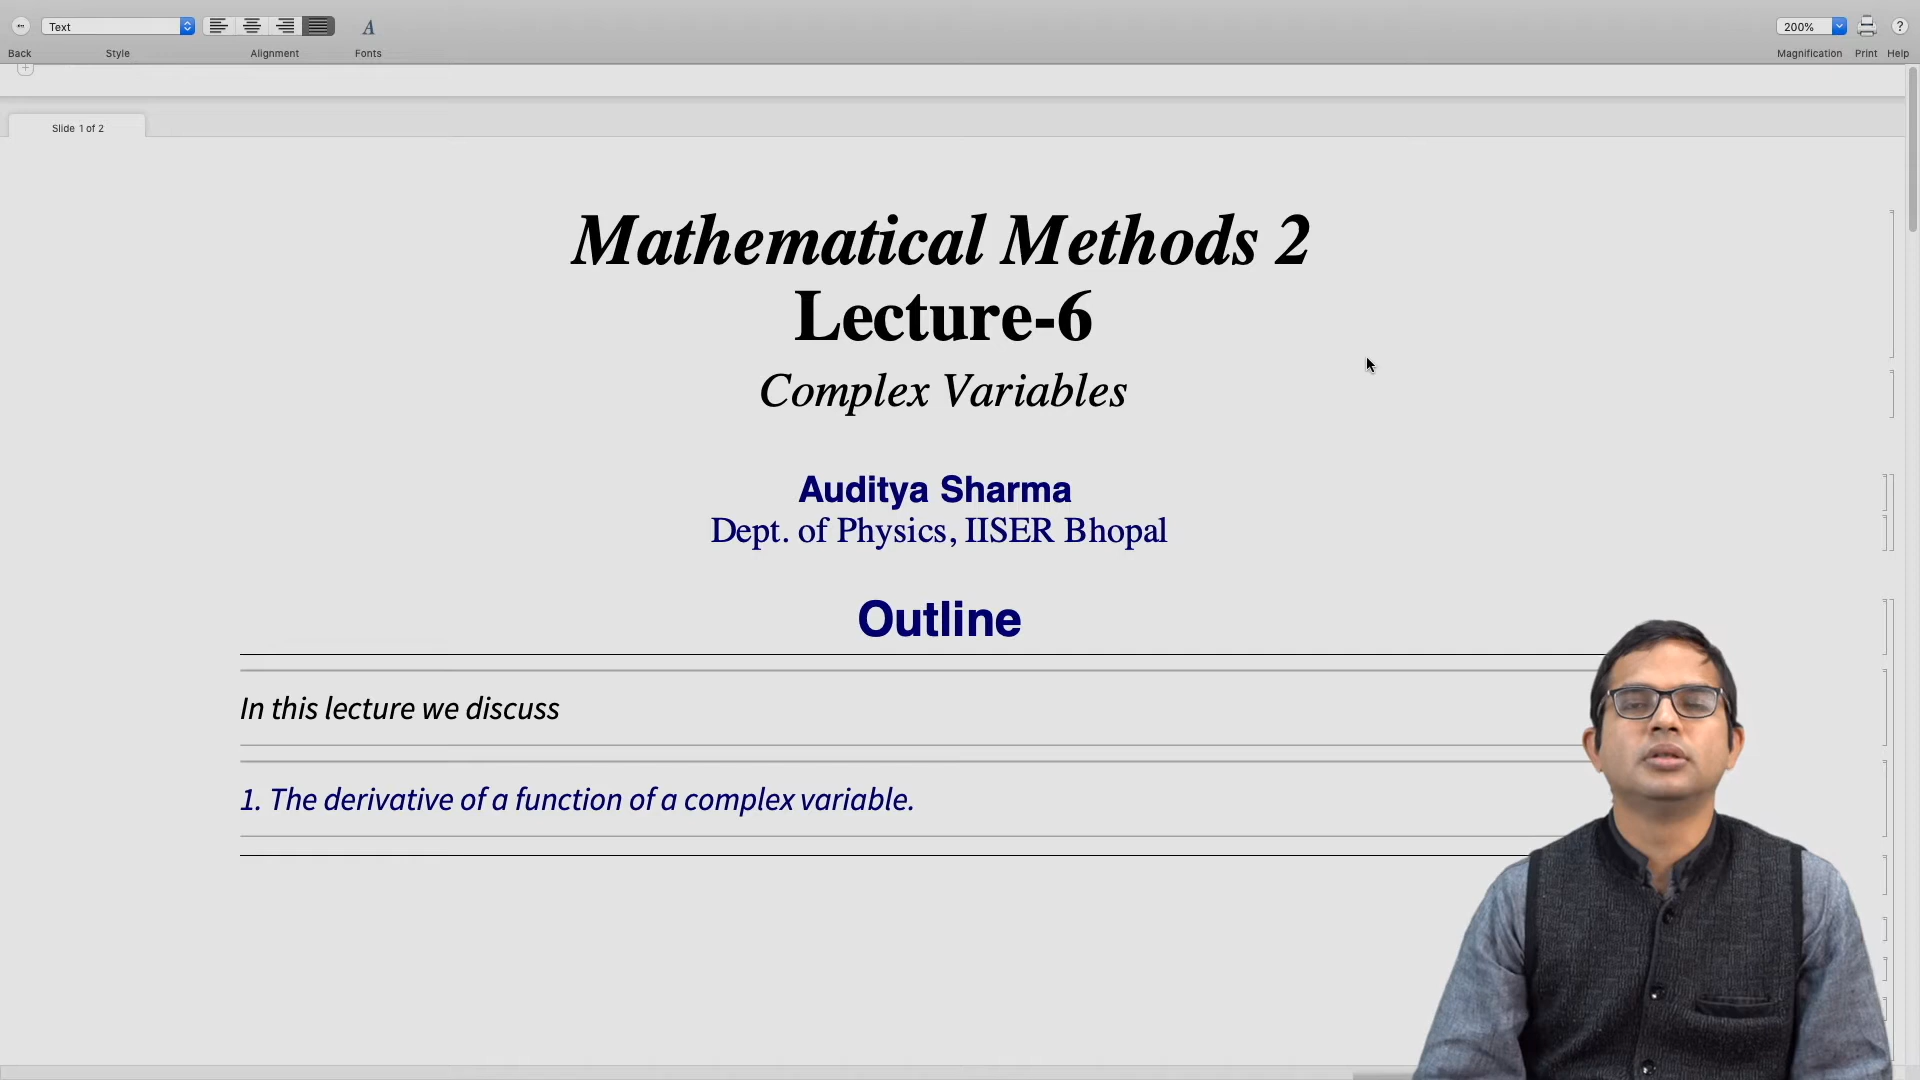 Text
200%
Back
Style
Alignment
Fonts
Magnification
Print
Help
Slide 1 of 2
Mathematical Methods 2
Lecture-6
Complex Variables
Auditya Sharma
Dept. of Physics, IISER Bhopal
Outline
In this lecture we discuss
1. The derivative of a function of a complex variable.